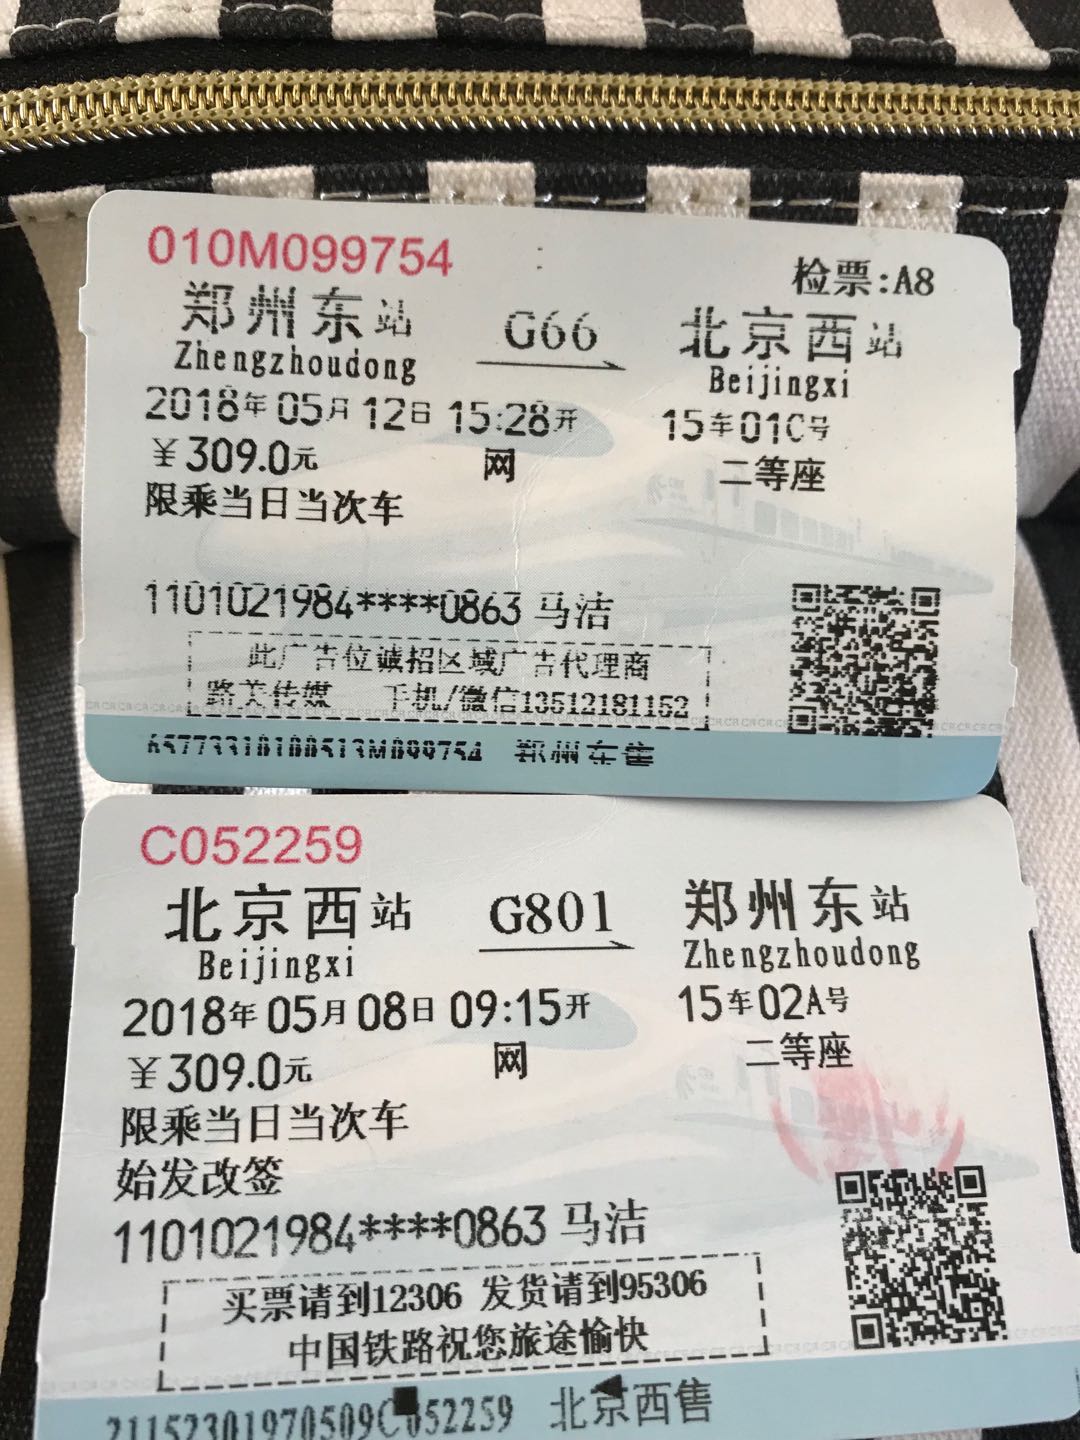 010M099754
检票:A8
郑州东站 G66 北京西站
Zhengzhoudong Beijingxi
2018年05月12日 15:28开 15车01C号
￥309.0元 网 二等座
限乘当日当次车
1101021984****0863 马洁
此广告位诚招区域广告代理商
路美传媒 手机/微信13512181152
65773310100513M099754 郑州东售
C052259
北京西站 G801 郑州东站
Beijingxi Zhengzhoudong
2018年05月08日 09:15开 15车02A号
￥309.0元 网 二等座
限乘当日当次车
始发改签
1101021984****0863 马洁
买票请到12306 发货请到95306
中国铁路祝您旅途愉快
21152301970509C052259 北京西售